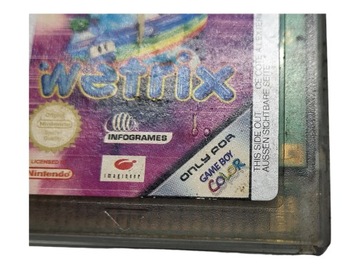 Wetrix
INFOGRAMES
LICENSED
Nintendo
imagineer
ONLY FOR
GAME BOY
COLOR
THIS SIDE OUT
AUSSEN SICHTBARE SEITE